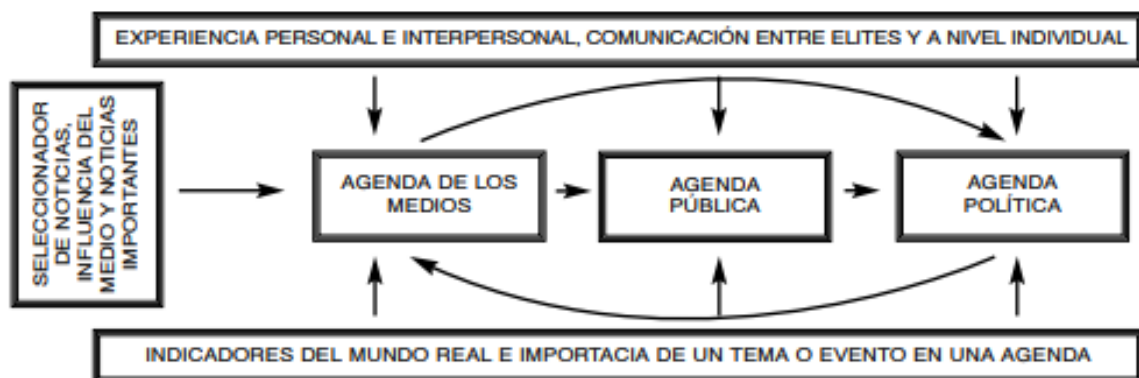 EXPERIENCIA PERSONAL E INTERPERSONAL, COMUNICACIÓN ENTRE ELITES Y A NIVEL INDIVIDUAL
SELECCIONADOR
DE NOTICIAS,
INFLUENCIA DEL
MEDIO Y NOTICIAS
IMPORTANTES
AGENDA DE LOS
MEDIOS
AGENDA
PÚBLICA
AGENDA
POLÍTICA
INDICADORES DEL MUNDO REAL E IMPORTACIA DE UN TEMA O EVENTO EN UNA AGENDA